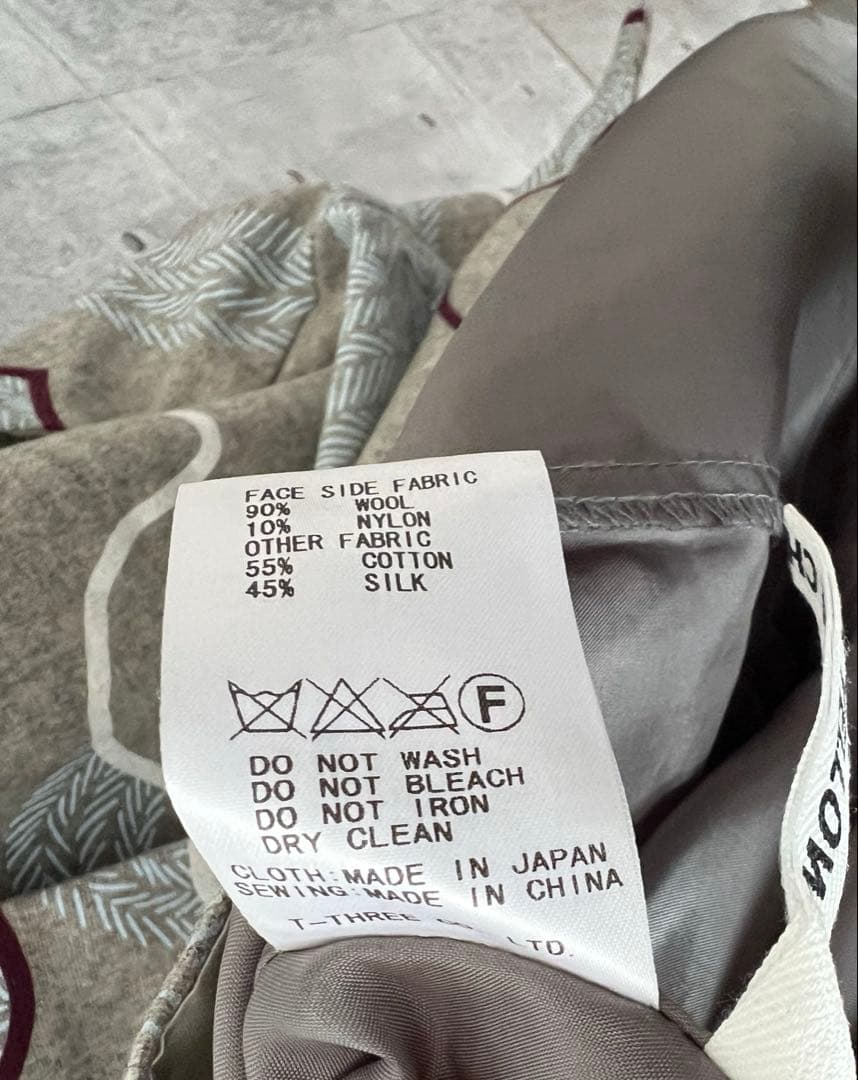 FACE SIDE FABRIC
90% WOOL
10% NYLON
OTHER FABRIC
55% COTTON
45% SILK
F
DO NOT WASH
DO NOT BLEACH
DO NOT IRON
DRY CLEAN
CLOTH:MADE IN JAPAN
SEWING:MADE IN CHINA
T-THREE CO., LTD.